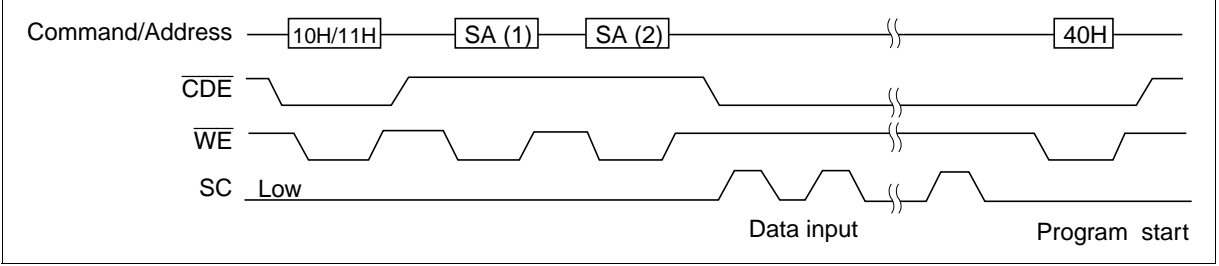 Command/Address 10H/11H SA (1) SA (2) 40H
CDE
WE
SC Low
Data input Program start